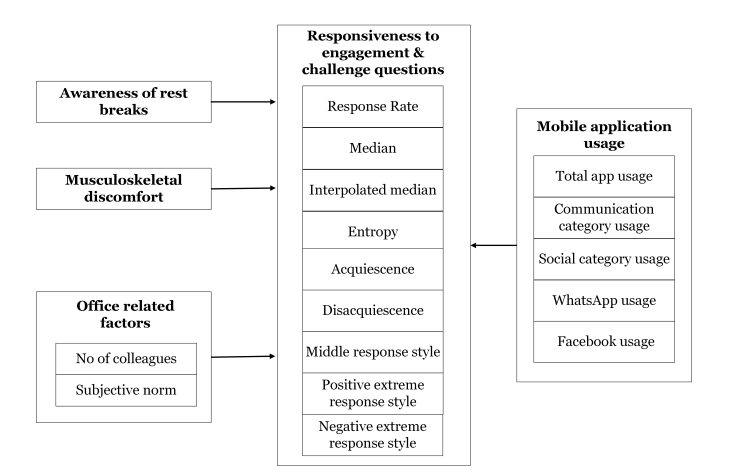 Awareness of rest
breaks
Musculoskeletal
discomfort
Office related
factors
No of colleagues
Subjective norm
Responsiveness to
engagement &
challenge questions
Response Rate
Median
Interpolated median
Entropy
Acquiescence
Disacquiescence
Middle response style
Positive extreme
response style
Negative extreme
response style
Mobile application
usage
Total app usage
Communication
category usage
Social category usage
WhatsApp usage
Facebook usage